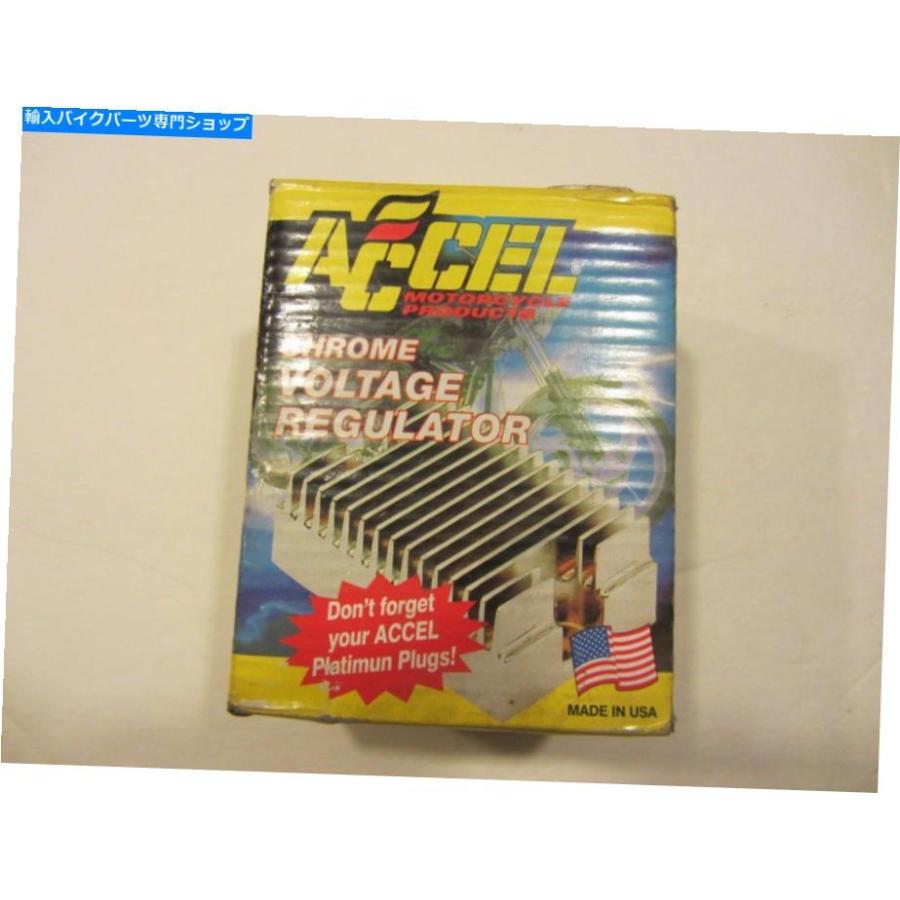 輸入バイクパーツ専門ショップ
ACCEL®
MOTORCYCLE
PRODUCTS
CHROME
VOLTAGE
REGULATOR
Don't forget
your ACCEL
Platimun Plugs!
MADE IN USA